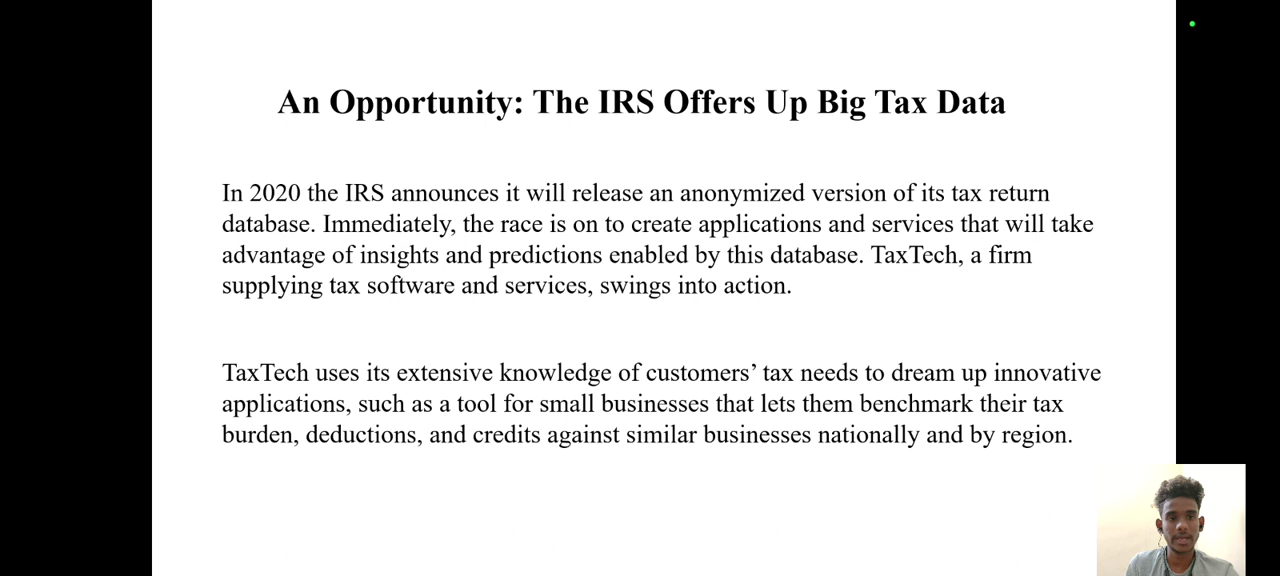 An Opportunity: The IRS Offers Up Big Tax Data
In 2020 the IRS announces it will release an anonymized version of its tax return
database. Immediately, the race is on to create applications and services that will take
advantage of insights and predictions enabled by this database. TaxTech, a firm
supplying tax software and services, swings into action.
TaxTech uses its extensive knowledge of customers’ tax needs to dream up innovative
applications, such as a tool for small businesses that lets them benchmark their tax
burden, deductions, and credits against similar businesses nationally and by region.